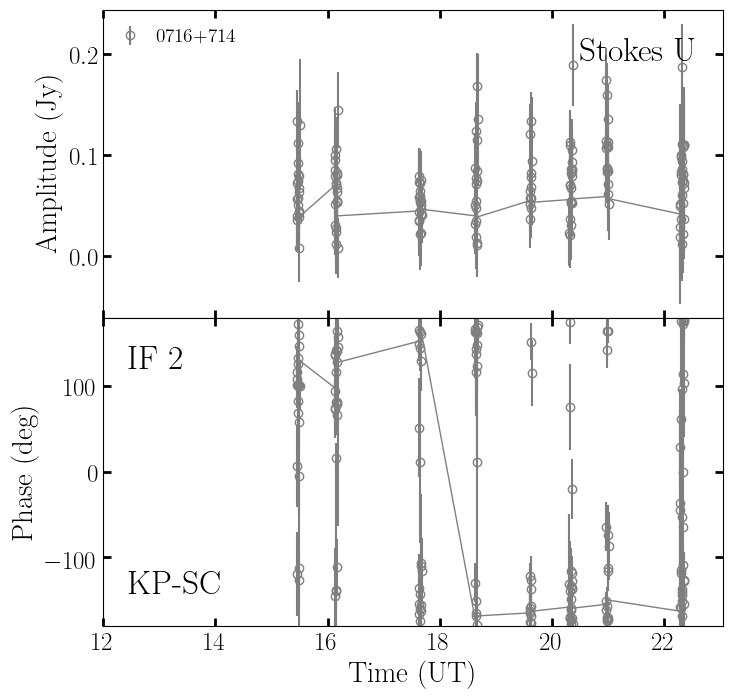 0716+714
Stokes U
0.2
0.1
0.0
Amplitude (Jy)
IF 2
100
0
−100
Phase (deg)
KP-SC
12 14 16 18 20 22
Time (UT)